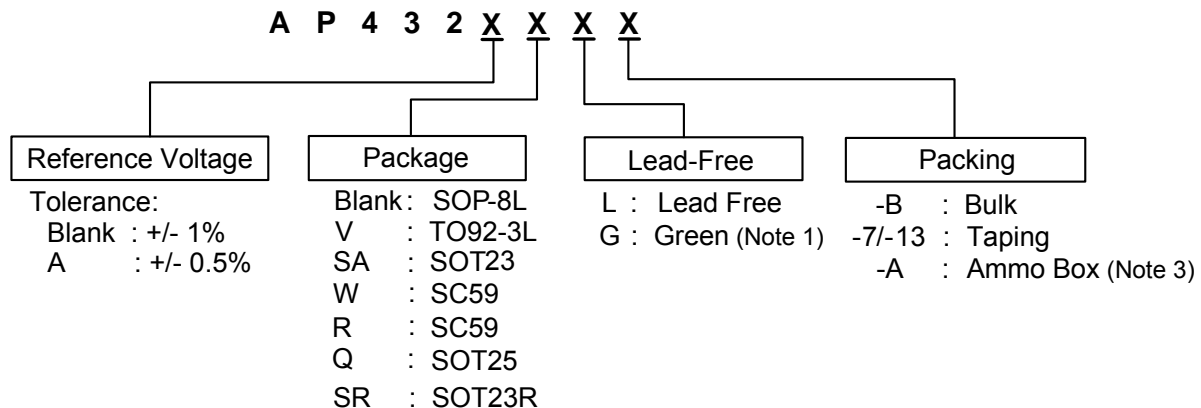 A P 4 3 2 X X X X
Reference Voltage
Tolerance:
Blank : +/- 1%
A : +/- 0.5%
Package
Blank : SOP-8L
V : TO92-3L
SA : SOT23
W : SC59
R : SC59
Q : SOT25
SR : SOT23R
Lead-Free
L : Lead Free
G : Green (Note 1)
Packing
-B : Bulk
-7/-13 : Taping
-A : Ammo Box (Note 3)